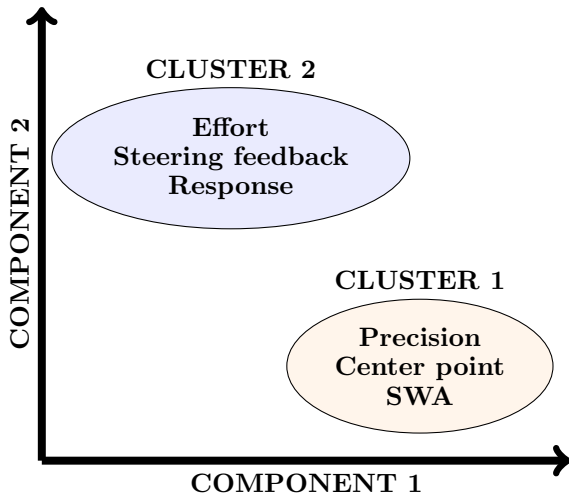 CLUSTER 2
Effort
Steering feedback
Response
COMPONENT 2
CLUSTER 1
Precision
Center point
SWA
COMPONENT 1